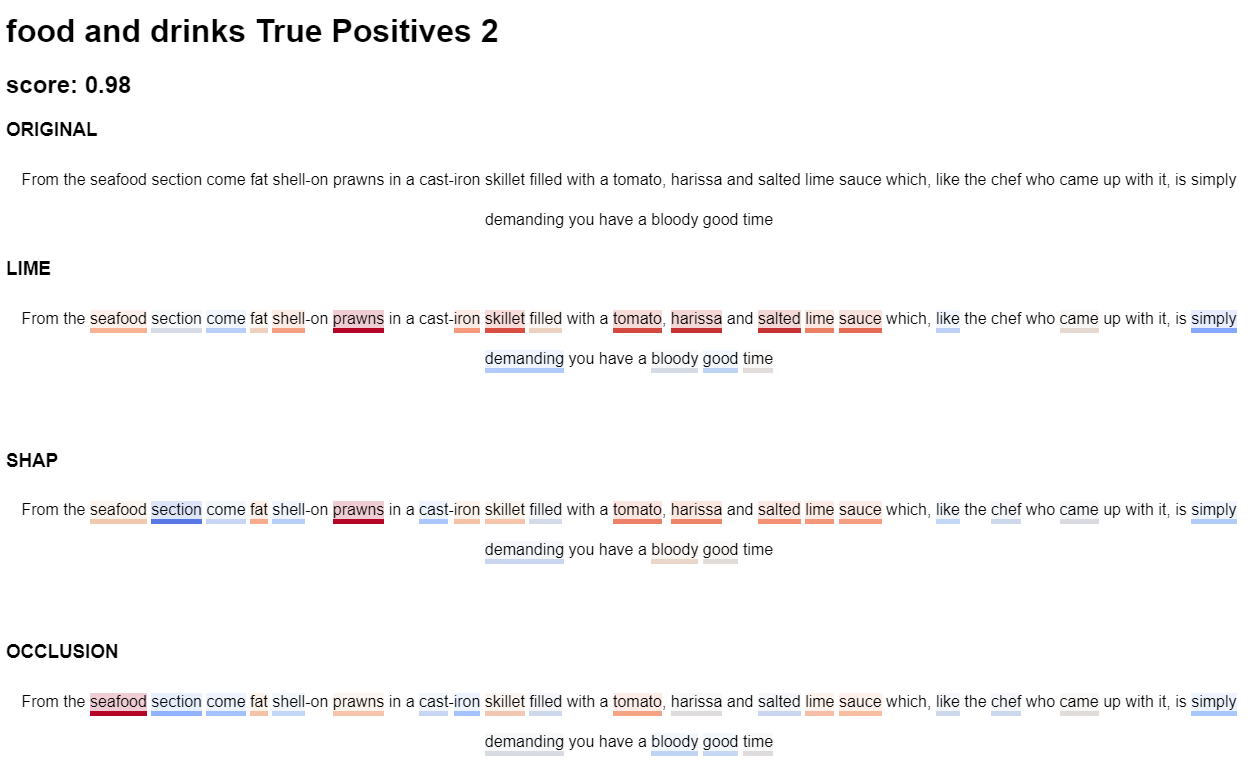 food and drinks True Positives 2
score: 0.98
ORIGINAL
From the seafood section come fat shell-on prawns in a cast-iron skillet filled with a tomato, harissa and salted lime sauce which, like the chef who came up with it, is simply
demanding you have a bloody good time
LIME
From the seafood section come fat shell-on prawns in a cast-iron skillet filled with a tomato, harissa and salted lime sauce which, like the chef who came up with it, is simply
demanding you have a bloody good time
SHAP
From the seafood section come fat shell-on prawns in a cast-iron skillet filled with a tomato, harissa and salted lime sauce which, like the chef who came up with it, is simply
demanding you have a bloody good time
OCCLUSION
From the seafood section come fat shell-on prawns in a cast-iron skillet filled with a tomato, harissa and salted lime sauce which, like the chef who came up with it, is simply
demanding you have a bloody good time